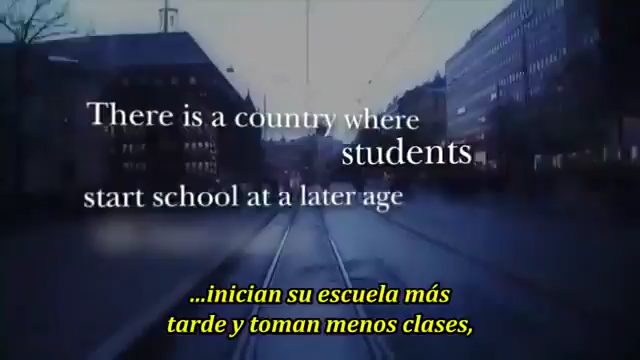 There is a country where
students
start school at a later age
...inician su escuela más
tarde y toman menos clases,